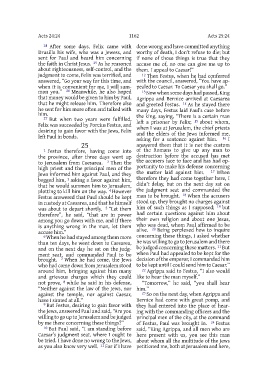 Acts 24:24
1142
Acts 25:24
24 After some days, Felix came with
Drusilla his wife, who was a Jewess, and
sent for Paul and heard him concerning
the faith in Christ Jesus. 25 As he reasoned
about righteousness, self-control, and the
judgment to come, Felix was terrified, and
answered, "Go your way for this time, and
when it is convenient for me, I will sum-
mon you." 26 Meanwhile, he also hoped
that money would be given to him by Paul,
that he might release him. Therefore also
he sent for him more often and talked with
him.
27 But when two years were fulfilled,
Felix was succeeded by Porcius Festus, and
desiring to gain favor with the Jews, Felix
left Paul in bonds.
25
1 Festus therefore, having come into
the province, after three days went up
to Jerusalem from Caesarea. 2 Then the
high priest and the principal men of the
Jews informed him against Paul, and they
begged him, 3 asking a favor against him,
that he would summon him to Jerusalem;
plotting to kill him on the way. 4 However
Festus answered that Paul should be kept
in custody at Caesarea, and that he himself
was about to depart shortly. 5 "Let them
therefore", he said, "that are in power
among you go down with me, and if there
is anything wrong in the man, let them
accuse him."
6 When he had stayed among them more
than ten days, he went down to Caesarea,
and on the next day he sat on the judg-
ment seat, and commanded Paul to be
brought. 7 When he had come, the Jews
who had come down from Jerusalem stood
around him, bringing against him many
and grievous charges which they could
not prove, 8 while he said in his defense,
"Neither against the law of the Jews, nor
against the temple, nor against Caesar,
have I sinned at all."
9 But Festus, desiring to gain favor with
the Jews, answered Paul and said, "Are you
willing to go up to Jerusalem and be judged
by me there concerning these things?"
10 But Paul said, "I am standing before
Caesar's judgment seat, where I ought to
be tried. I have done no wrong to the Jews,
as you also know very well. 11 For if I have
done wrong and have committed anything
worthy of death, I don't refuse to die; but
if none of those things is true that they
accuse me of, no one can give me up to
them. I appeal to Caesar!"
12 Then Festus, when he had conferred
with the council, answered, "You have ap-
pealed to Caesar. To Caesar you shall go."
13 Now when some days had passed, King
Agrippa and Bernice arrived at Caesarea
and greeted Festus. 14 As he stayed there
many days, Festus laid Paul's case before
the king, saying, "There is a certain man
left a prisoner by Felix; 15 about whom,
when I was at Jerusalem, the chief priests
and the elders of the Jews informed me,
asking for a sentence against him. 16 I
answered them that it is not the custom
of the Romans to give up any man to
destruction before the accused has met
the accusers face to face and has had op-
portunity to make his defense concerning
the matter laid against him. 17 When
therefore they had come together here, I
didn't delay, but on the next day sat on
the judgment seat and commanded the
man to be brought. 18 When the accusers
stood up, they brought no charges against
him of such things as I supposed; 19 but
had certain questions against him about
their own religion and about one Jesus,
who was dead, whom Paul affirmed to be
alive. 20 Being perplexed how to inquire
concerning these things, I asked whether
he was willing to go to Jerusalem and there
be judged concerning these matters. 21 But
when Paul had appealed to be kept for the
decision of the emperor, I commanded him
to be kept until I could send him to Caesar."
22 Agrippa said to Festus, "I also would
like to hear the man myself."
"Tomorrow," he said, "you shall hear
him."
23 So on the next day, when Agrippa and
Bernice had come with great pomp, and
they had entered into the place of hear-
ing with the commanding officers and the
principal men of the city, at the command
of Festus, Paul was brought in. 24 Festus
said, "King Agrippa, and all men who are
here present with us, you see this man
about whom all the multitude of the Jews
petitioned me, both at Jerusalem and here,